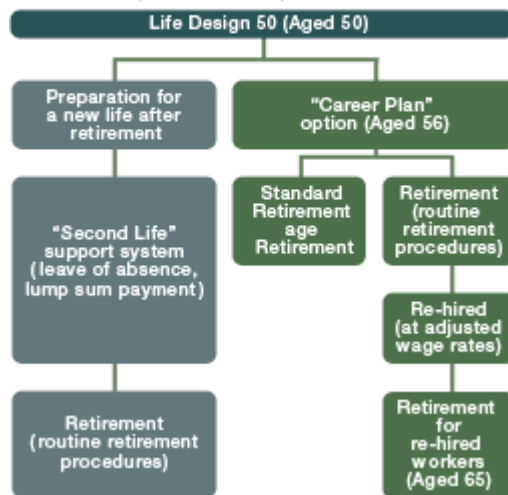 Life Design 50 (Aged 50)
Preparation for
a new life after
retirement
“Career Plan”
option (Aged 56)
“Second Life”
support system
(leave of absence,
lump sum payment)
Standard
Retirement
age
Retirement
Retirement
(routine
retirement
procedures)
Re-hired
(at adjusted
wage rates)
Retirement
(routine retirement
procedures)
Retirement
for
re-hired
workers
(Aged 65)